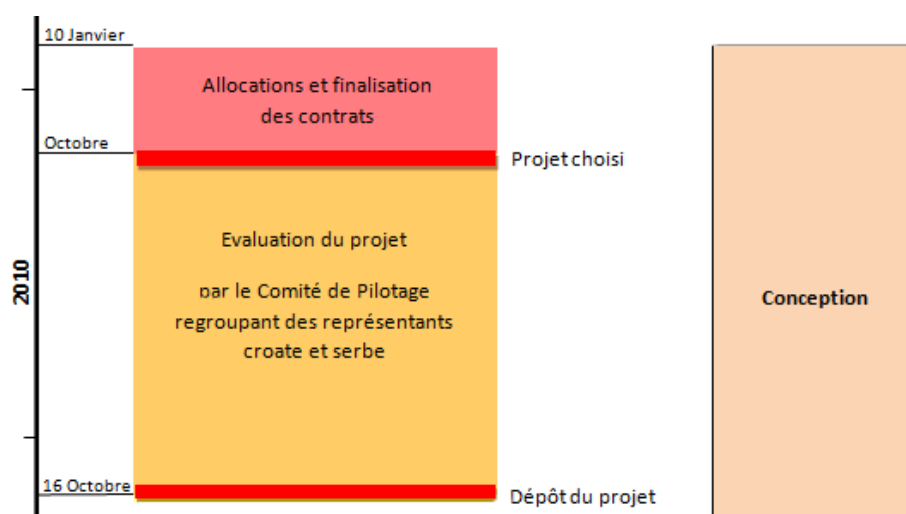 10 Janvier
Allocations et finalisation
des contrats
Octobre
Projet choisi
Evaluation du projet
par le Comité de Pilotage
regroupant des représentants
croate et serbe
2010
Conception
16 Octobre
Dépôt du projet